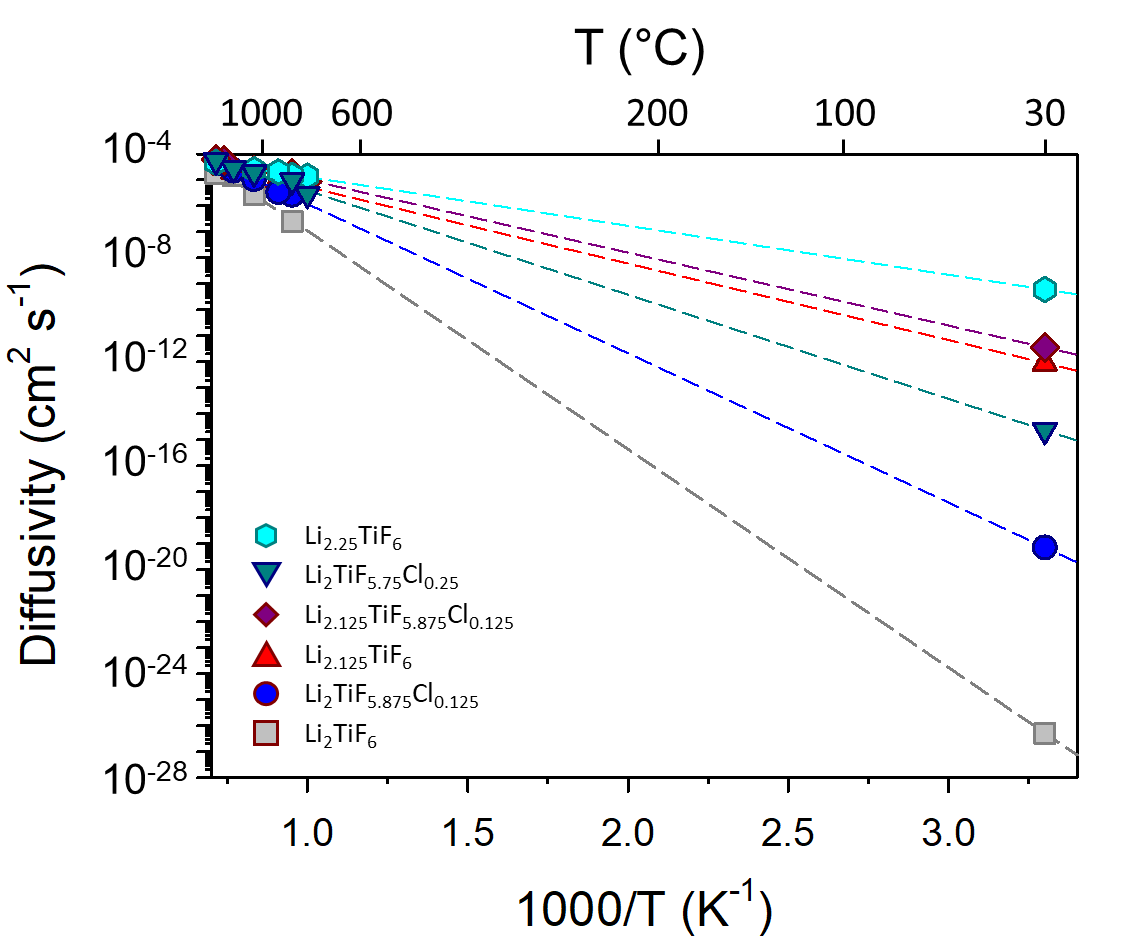 T (°C)
1000 600 200 100 30
10⁻⁴
10⁻⁸
10⁻¹²
10⁻¹⁶
10⁻²⁰
10⁻²⁴
10⁻²⁸
Diffusivity (cm² s⁻¹)
Li₂.₂₅TiF₆
Li₂TiF₅.₇₅Cl₀.₂₅
Li₂.₁₂₅TiF₅.₈₇₅Cl₀.₁₂₅
Li₂.₁₂₅TiF₆
Li₂TiF₅.₈₇₅Cl₀.₁₂₅
Li₂TiF₆
1.0 1.5 2.0 2.5 3.0
1000/T (K⁻¹)